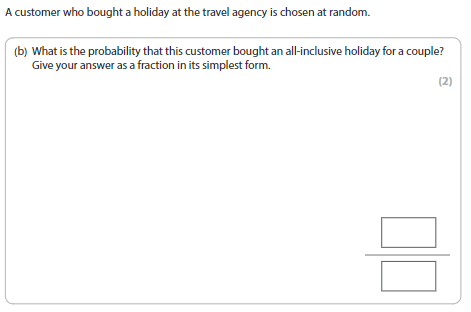 A customer who bought a holiday at the travel agency is chosen at random.
(b) What is the probability that this customer bought an all-inclusive holiday for a couple?
Give your answer as a fraction in its simplest form.
(2)